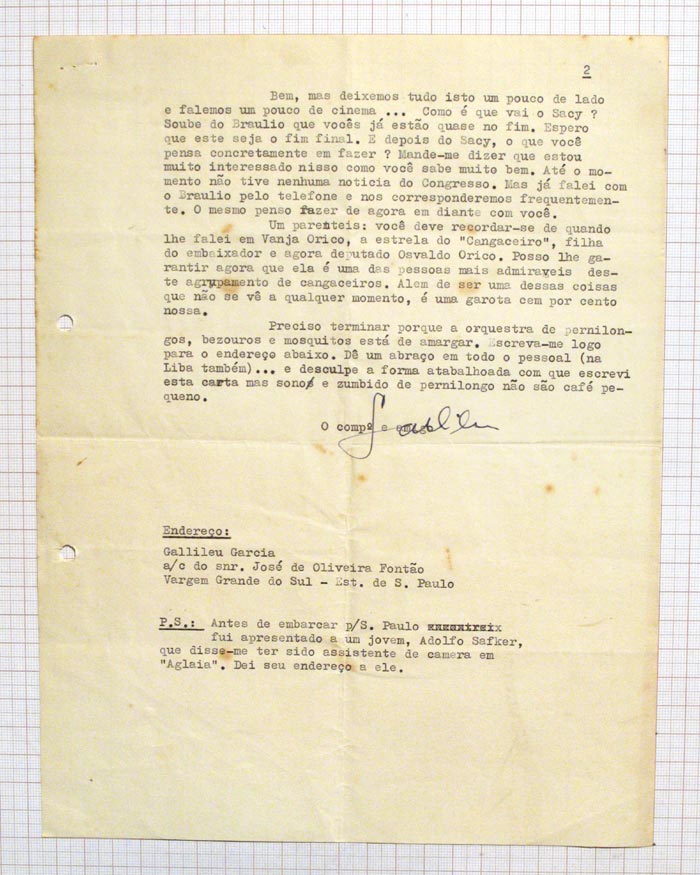 2
Bem, mas deixemos tudo isto um pouco de lado
e falemos um pouco de cinema ... Como é que vai o Sacy ?
Soube do Braulio que vocês já estão quase no fim. Espero
que este seja o fim final. E depois do Sacy, o que você
pensa concretamente em fazer ? Mande-me dizer que estou
muito interessado nisso como você sabe muito bem. Até o mo-
mento não tive nenhuma noticia do Congresso. Mas já falei com
o Braulio pelo telefone e nos corresponderemos frequentemen-
te. O mesmo penso fazer de agora em diante com você.
Um parenteis: você deve recordar-se de quando
lhe falei em Vanja Orico, a estrela do "Cangaceiro", filha
do embaixador e agora deputado Osvaldo Orico. Posso lhe ga-
rantir agora que ela é uma das pessoas mais admiraveis des-
te agrupamento de cangaceiros. Alem de ser uma dessas coisas
que não se vê a qualquer momento, é uma garota cem por cento
nossa.
Preciso terminar porque a orquestra de pernilon-
gos, bezouros e mosquitos está de amargar. Escreva-me logo
para o endereço abaixo. Dê um abraço em todo o pessoal (na
Liba também)... e desculpe a forma atabalhoada com que escrevi
esta carta mas sono e zumbido de pernilongo não são café pe-
queno.
O compº e amigo
Endereço:
Gallileu Garcia
a/c do snr. José de Oliveira Fontão
Vargem Grande do Sul - Est. de S. Paulo
P.S.: Antes de embarcar p/S. Paulo
fui apresentado a um jovem, Adolfo Safker,
que disse-me ter sido assistente de camera em
"Aglaia". Dei seu endereço a ele.